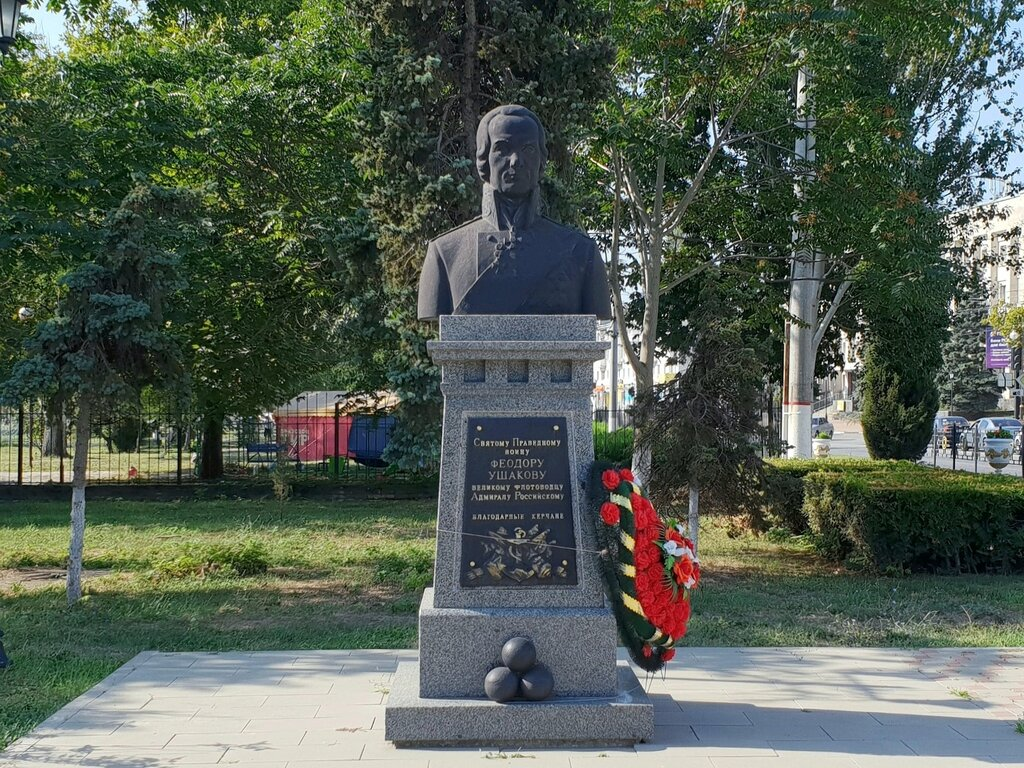 Святому Праведному
воину
ФЕОДОРУ
УШАКОВУ
великому флотоводцу
Адмиралу Российскому
благодарные керчане